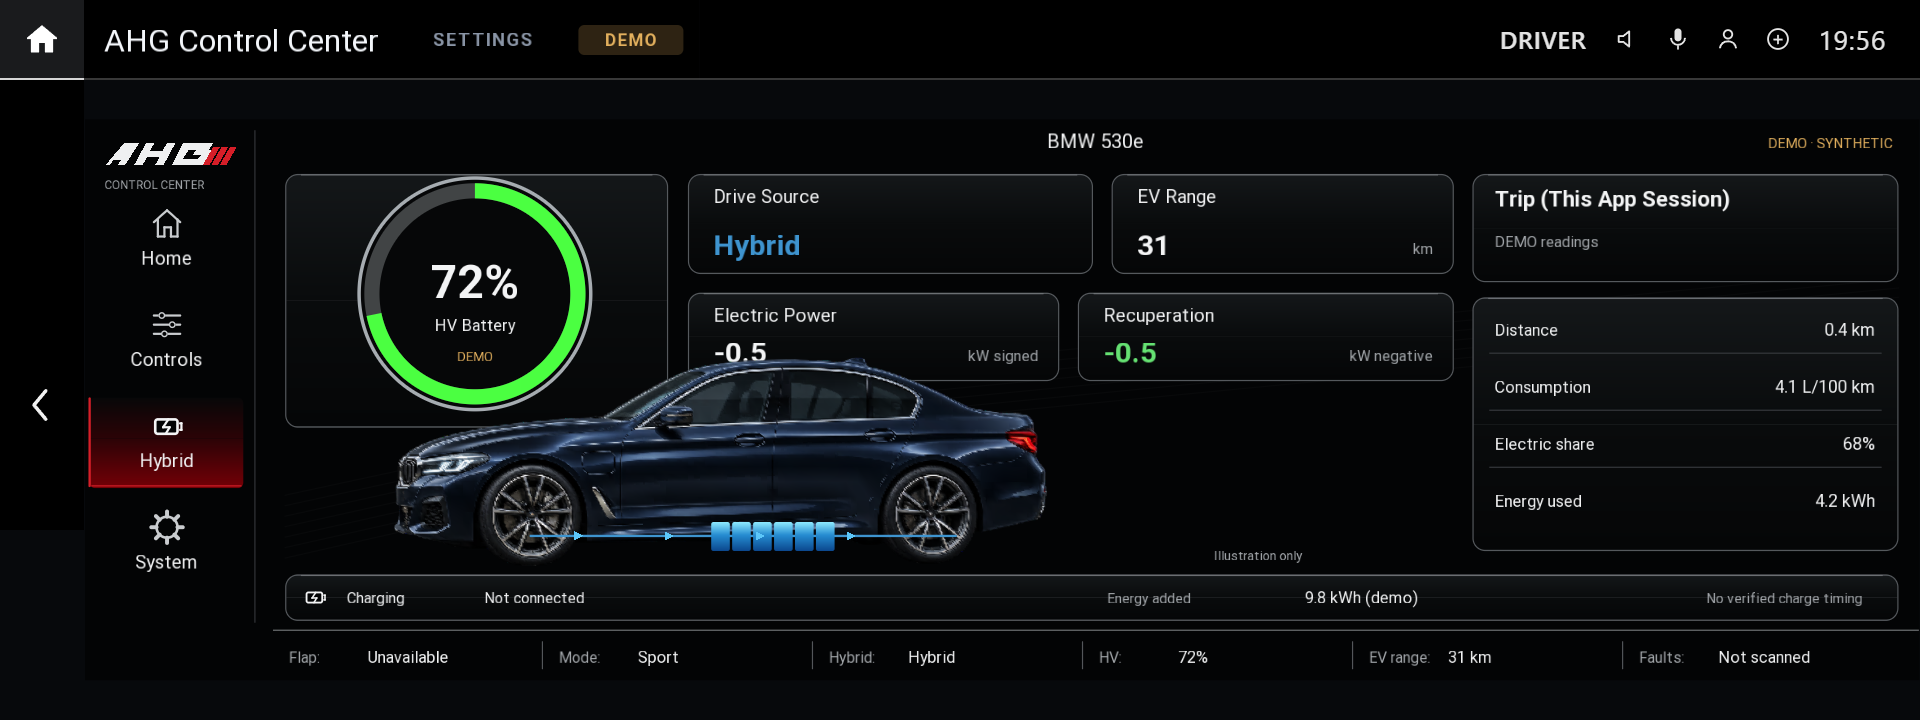 AHG Control Center
SETTINGS
DEMO
DRIVER
19:56
AHG
CONTROL CENTER
Home
Controls
Hybrid
System
BMW 530e
DEMO · SYNTHETIC
72%
HV Battery
DEMO
Drive Source
Hybrid
EV Range
31 km
Electric Power
-0.5 kW signed
Recuperation
-0.5 kW negative
Trip (This App Session)
DEMO readings
Distance 0.4 km
Consumption 4.1 L/100 km
Electric share 68%
Energy used 4.2 kWh
Illustration only
Charging Not connected Energy added 9.8 kWh (demo) No verified charge timing
Flap: Unavailable Mode: Sport Hybrid: Hybrid HV: 72% EV range: 31 km Faults: Not scanned